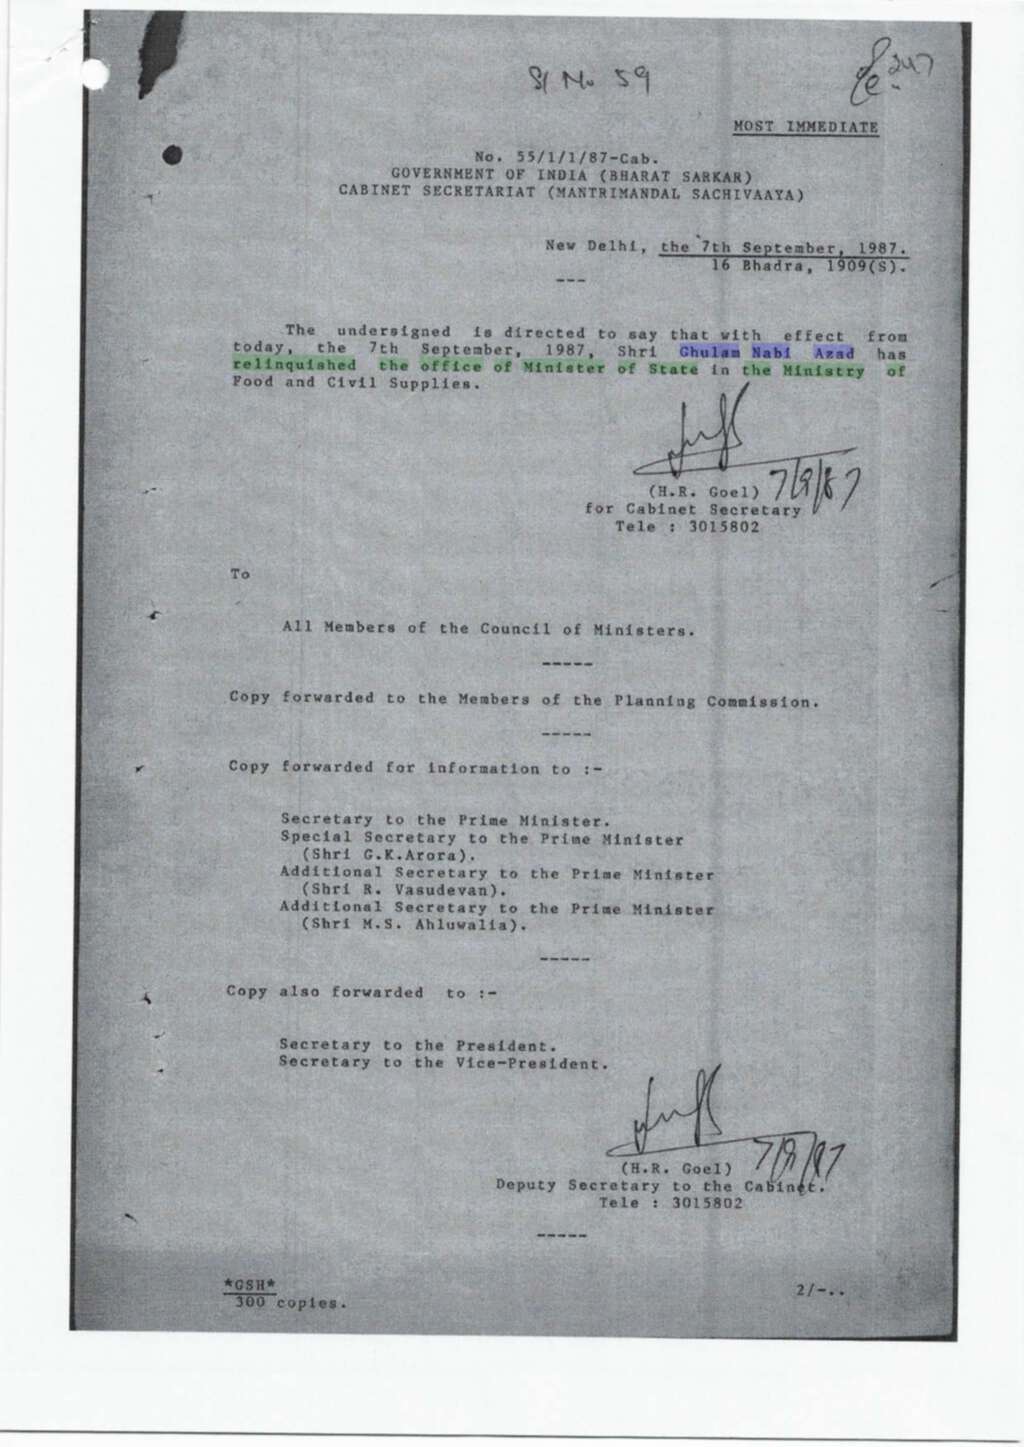 Sl No 59
247
MOST IMMEDIATE
No. 55/1/1/87-Cab.
GOVERNMENT OF INDIA (BHARAT SARKAR)
CABINET SECRETARIAT (MANTRIMANDAL SACHIVAAYA)
New Delhi, the 7th September, 1987.
16 Bhadra, 1909(S).
---
The undersigned is directed to say that with effect from
today, the 7th September, 1987, Shri Ghulam Nabi Azad has
relinquished the office of Minister of State in the Ministry of
Food and Civil Supplies.
7/9/87
(H.R. Goel)
for Cabinet Secretary
Tele : 3015802
To
All Members of the Council of Ministers.
-----
Copy forwarded to the Members of the Planning Commission.
-----
Copy forwarded for information to :-
Secretary to the Prime Minister.
Special Secretary to the Prime Minister
(Shri G.K.Arora).
Additional Secretary to the Prime Minister
(Shri R. Vasudevan).
Additional Secretary to the Prime Minister
(Shri M.S. Ahluwalia).
-----
Copy also forwarded to :-
Secretary to the President.
Secretary to the Vice-President.
7/9/87
(H.R. Goel)
Deputy Secretary to the Cabinet.
Tele : 3015802
-----
*GSH*
300 copies.
2/-..